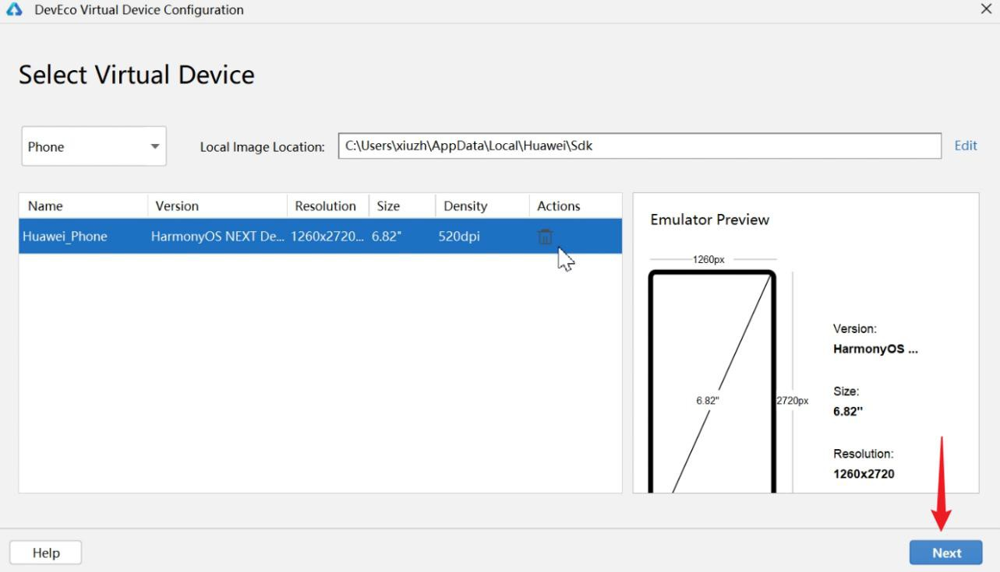 DevEco Virtual Device Configuration
Select Virtual Device
Phone
Local Image Location:
C:\Users\xiuzh\AppData\Local\Huawei\Sdk
Edit
Name Version Resolution Size Density Actions
Huawei_Phone HarmonyOS NEXT De... 1260x2720... 6.82" 520dpi
Emulator Preview
1260px
6.82"
2720px
Version:
HarmonyOS ...
Size:
6.82"
Resolution:
1260x2720
Help
Next